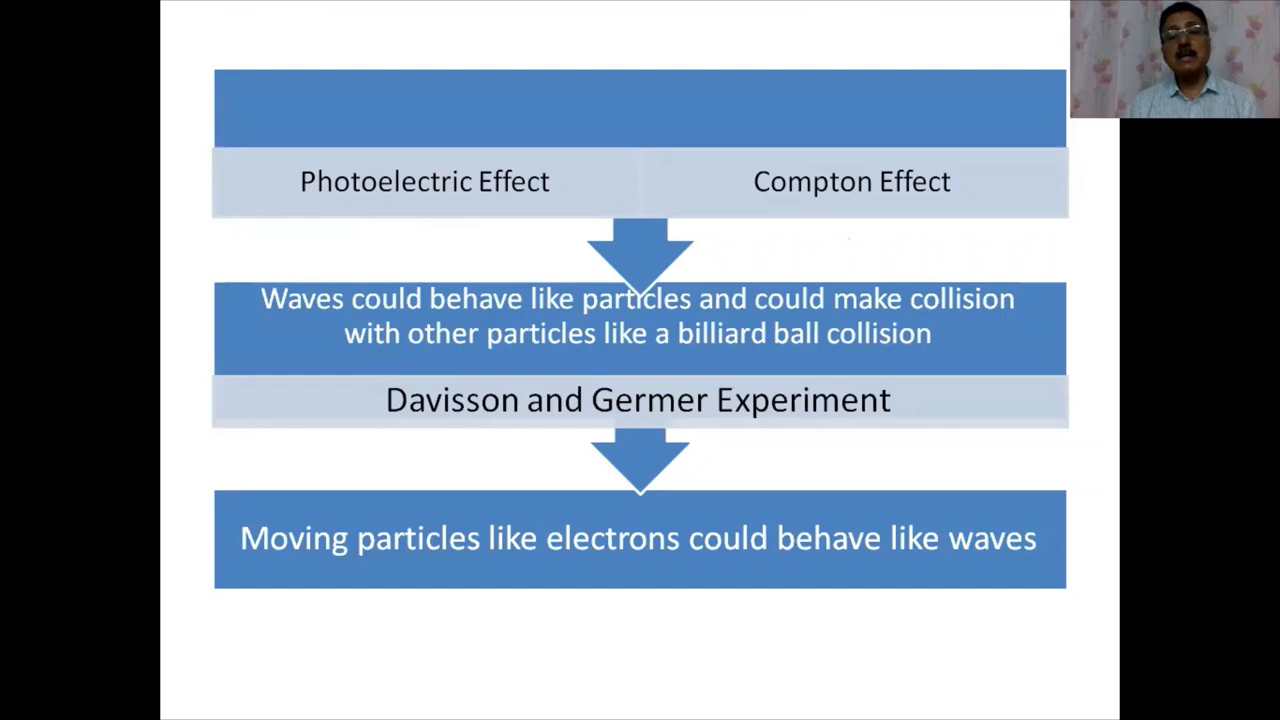 Photoelectric Effect
Compton Effect
Waves could behave like particles and could make collision
with other particles like a billiard ball collision
Davisson and Germer Experiment
Moving particles like electrons could behave like waves